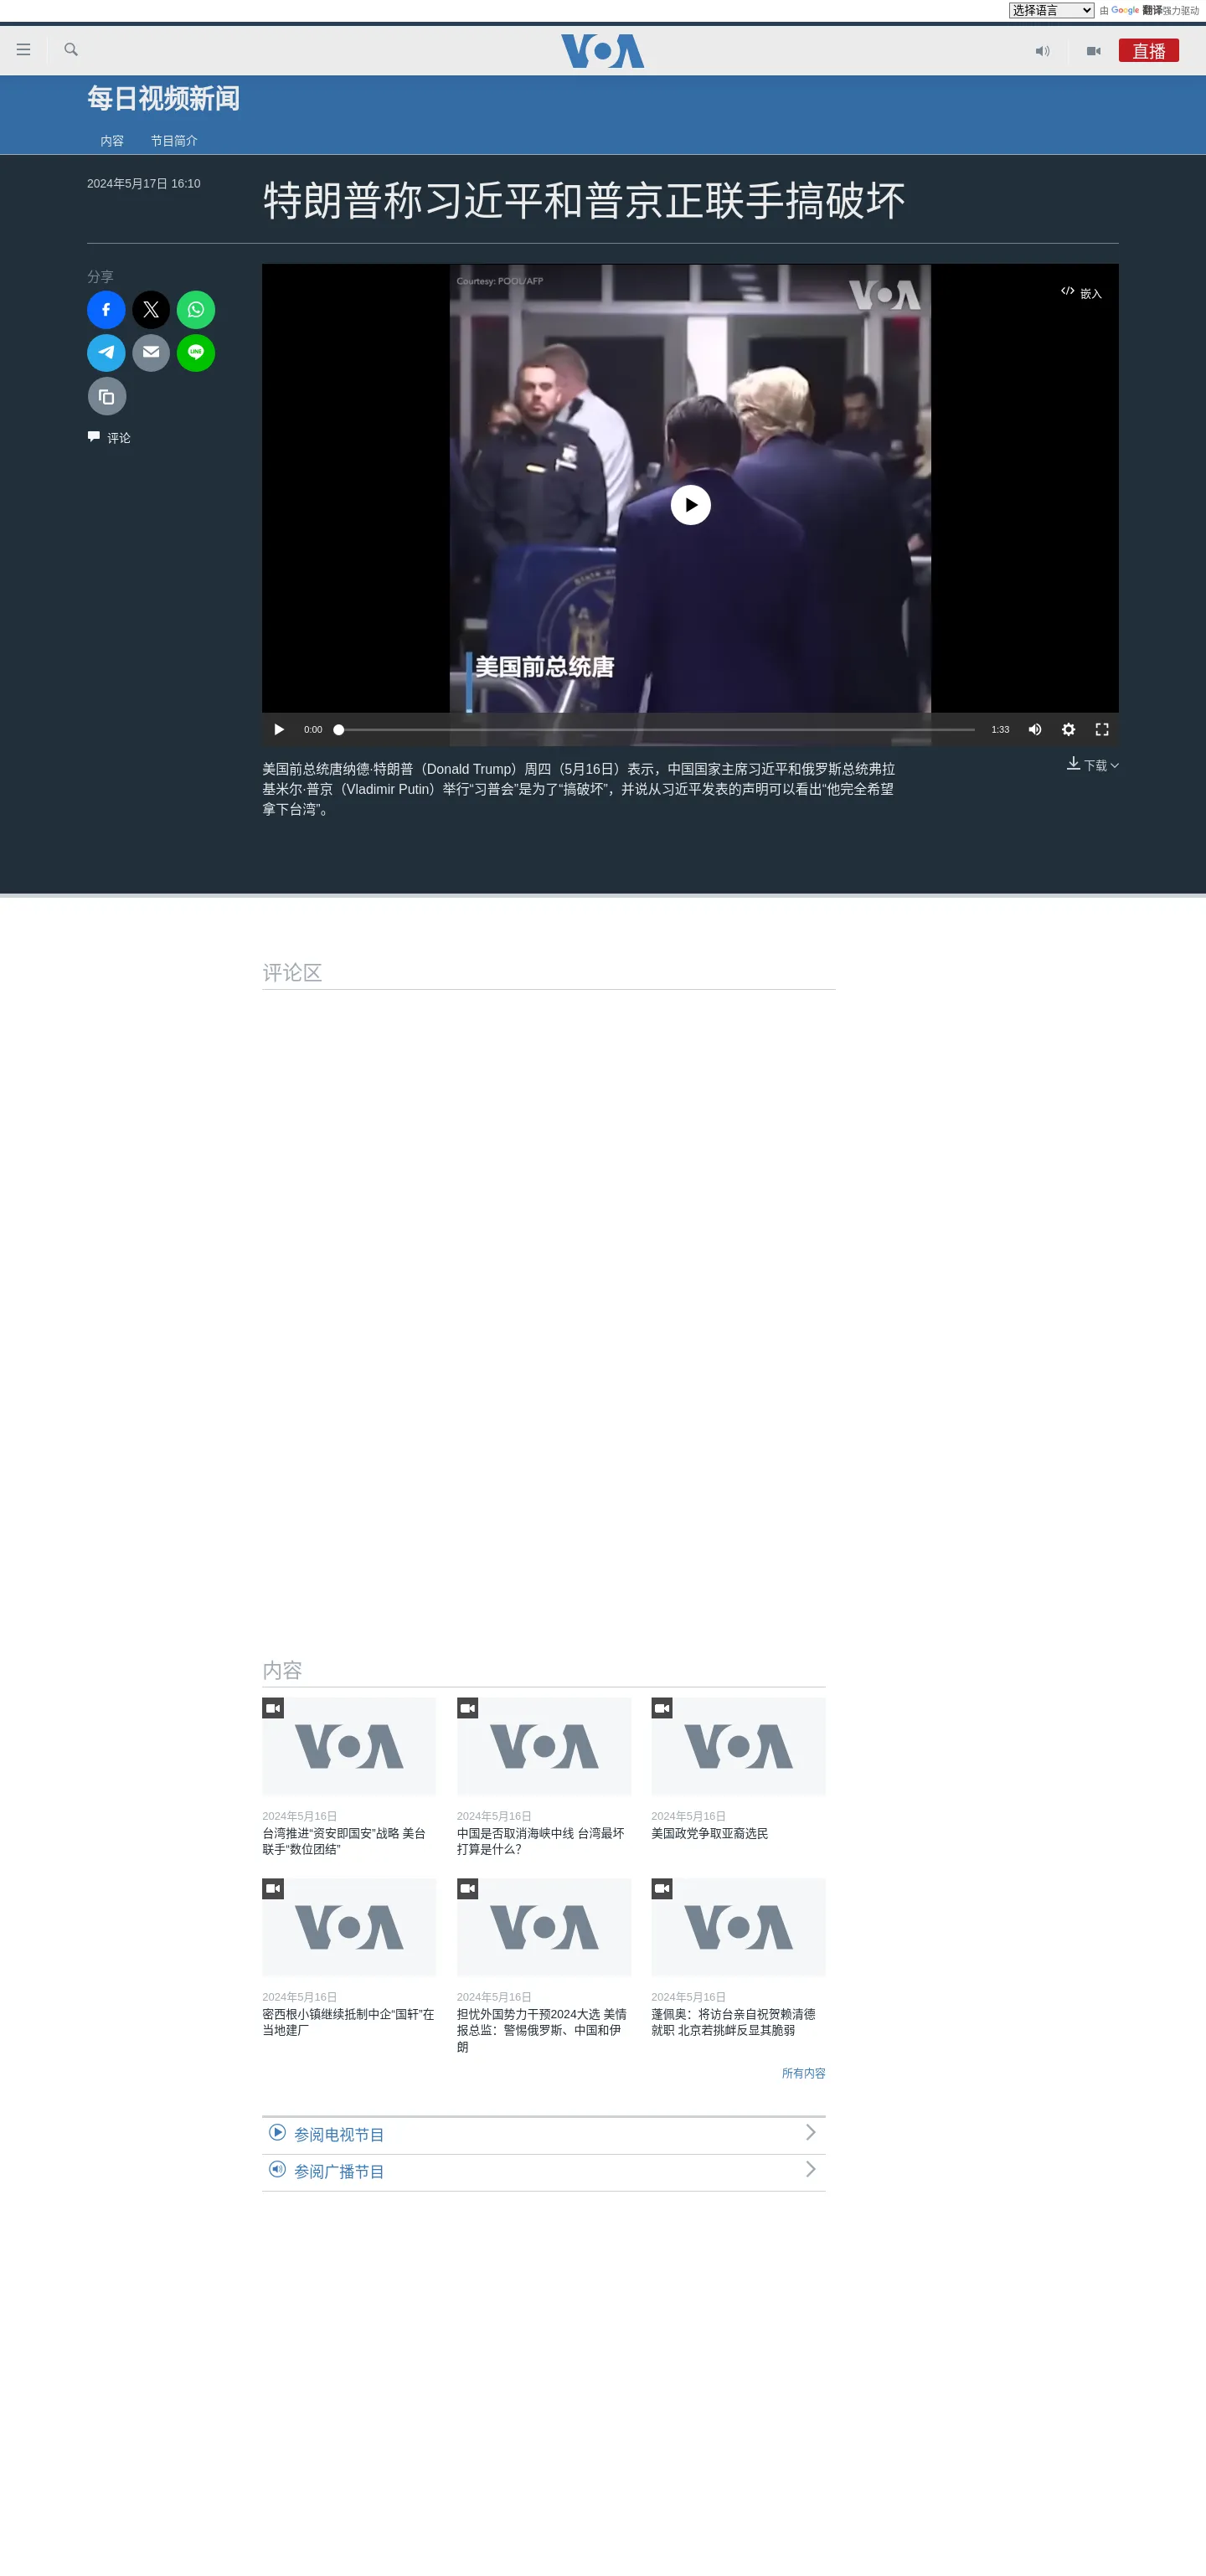 选择语言 由 Google 翻译强力驱动
VOA
直播
每日视频新闻
内容 节目简介
2024年5月17日 16:10
特朗普称习近平和普京正联手搞破坏
分享
Courtesy: POOL/AFP
VOA
嵌入
LINE
评论
美国前总统唐
0:00
1:33
美国前总统唐纳德·特朗普（Donald Trump）周四（5月16日）表示，中国国家主席习近平和俄罗斯总统弗拉
基米尔·普京（Vladimir Putin）举行“习普会”是为了“搞破坏”，并说从习近平发表的声明可以看出“他完全希望
拿下台湾”。
下载
评论区
内容
VOA
VOA
VOA
2024年5月16日
台湾推进“资安即国安”战略 美台
联手“数位团结”
2024年5月16日
中国是否取消海峡中线 台湾最坏
打算是什么？
2024年5月16日
美国政党争取亚裔选民
VOA
VOA
VOA
2024年5月16日
密西根小镇继续抵制中企“国轩”在
当地建厂
2024年5月16日
担忧外国势力干预2024大选 美情
报总监：警惕俄罗斯、中国和伊
朗
2024年5月16日
蓬佩奥：将访台亲自祝贺赖清德
就职 北京若挑衅反显其脆弱
所有内容
参阅电视节目
参阅广播节目